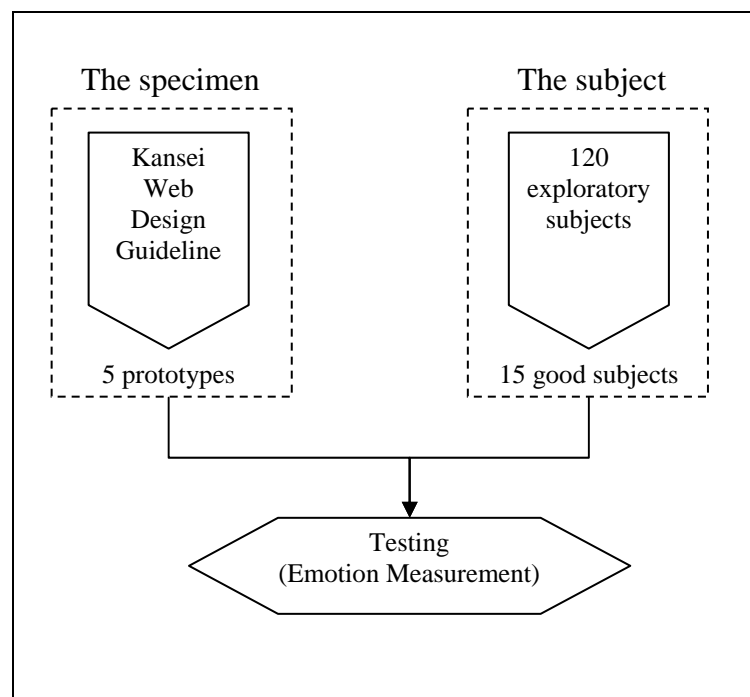 The specimen
Kansei
Web
Design
Guideline
5 prototypes
The subject
120
exploratory
subjects
15 good subjects
Testing
(Emotion Measurement)